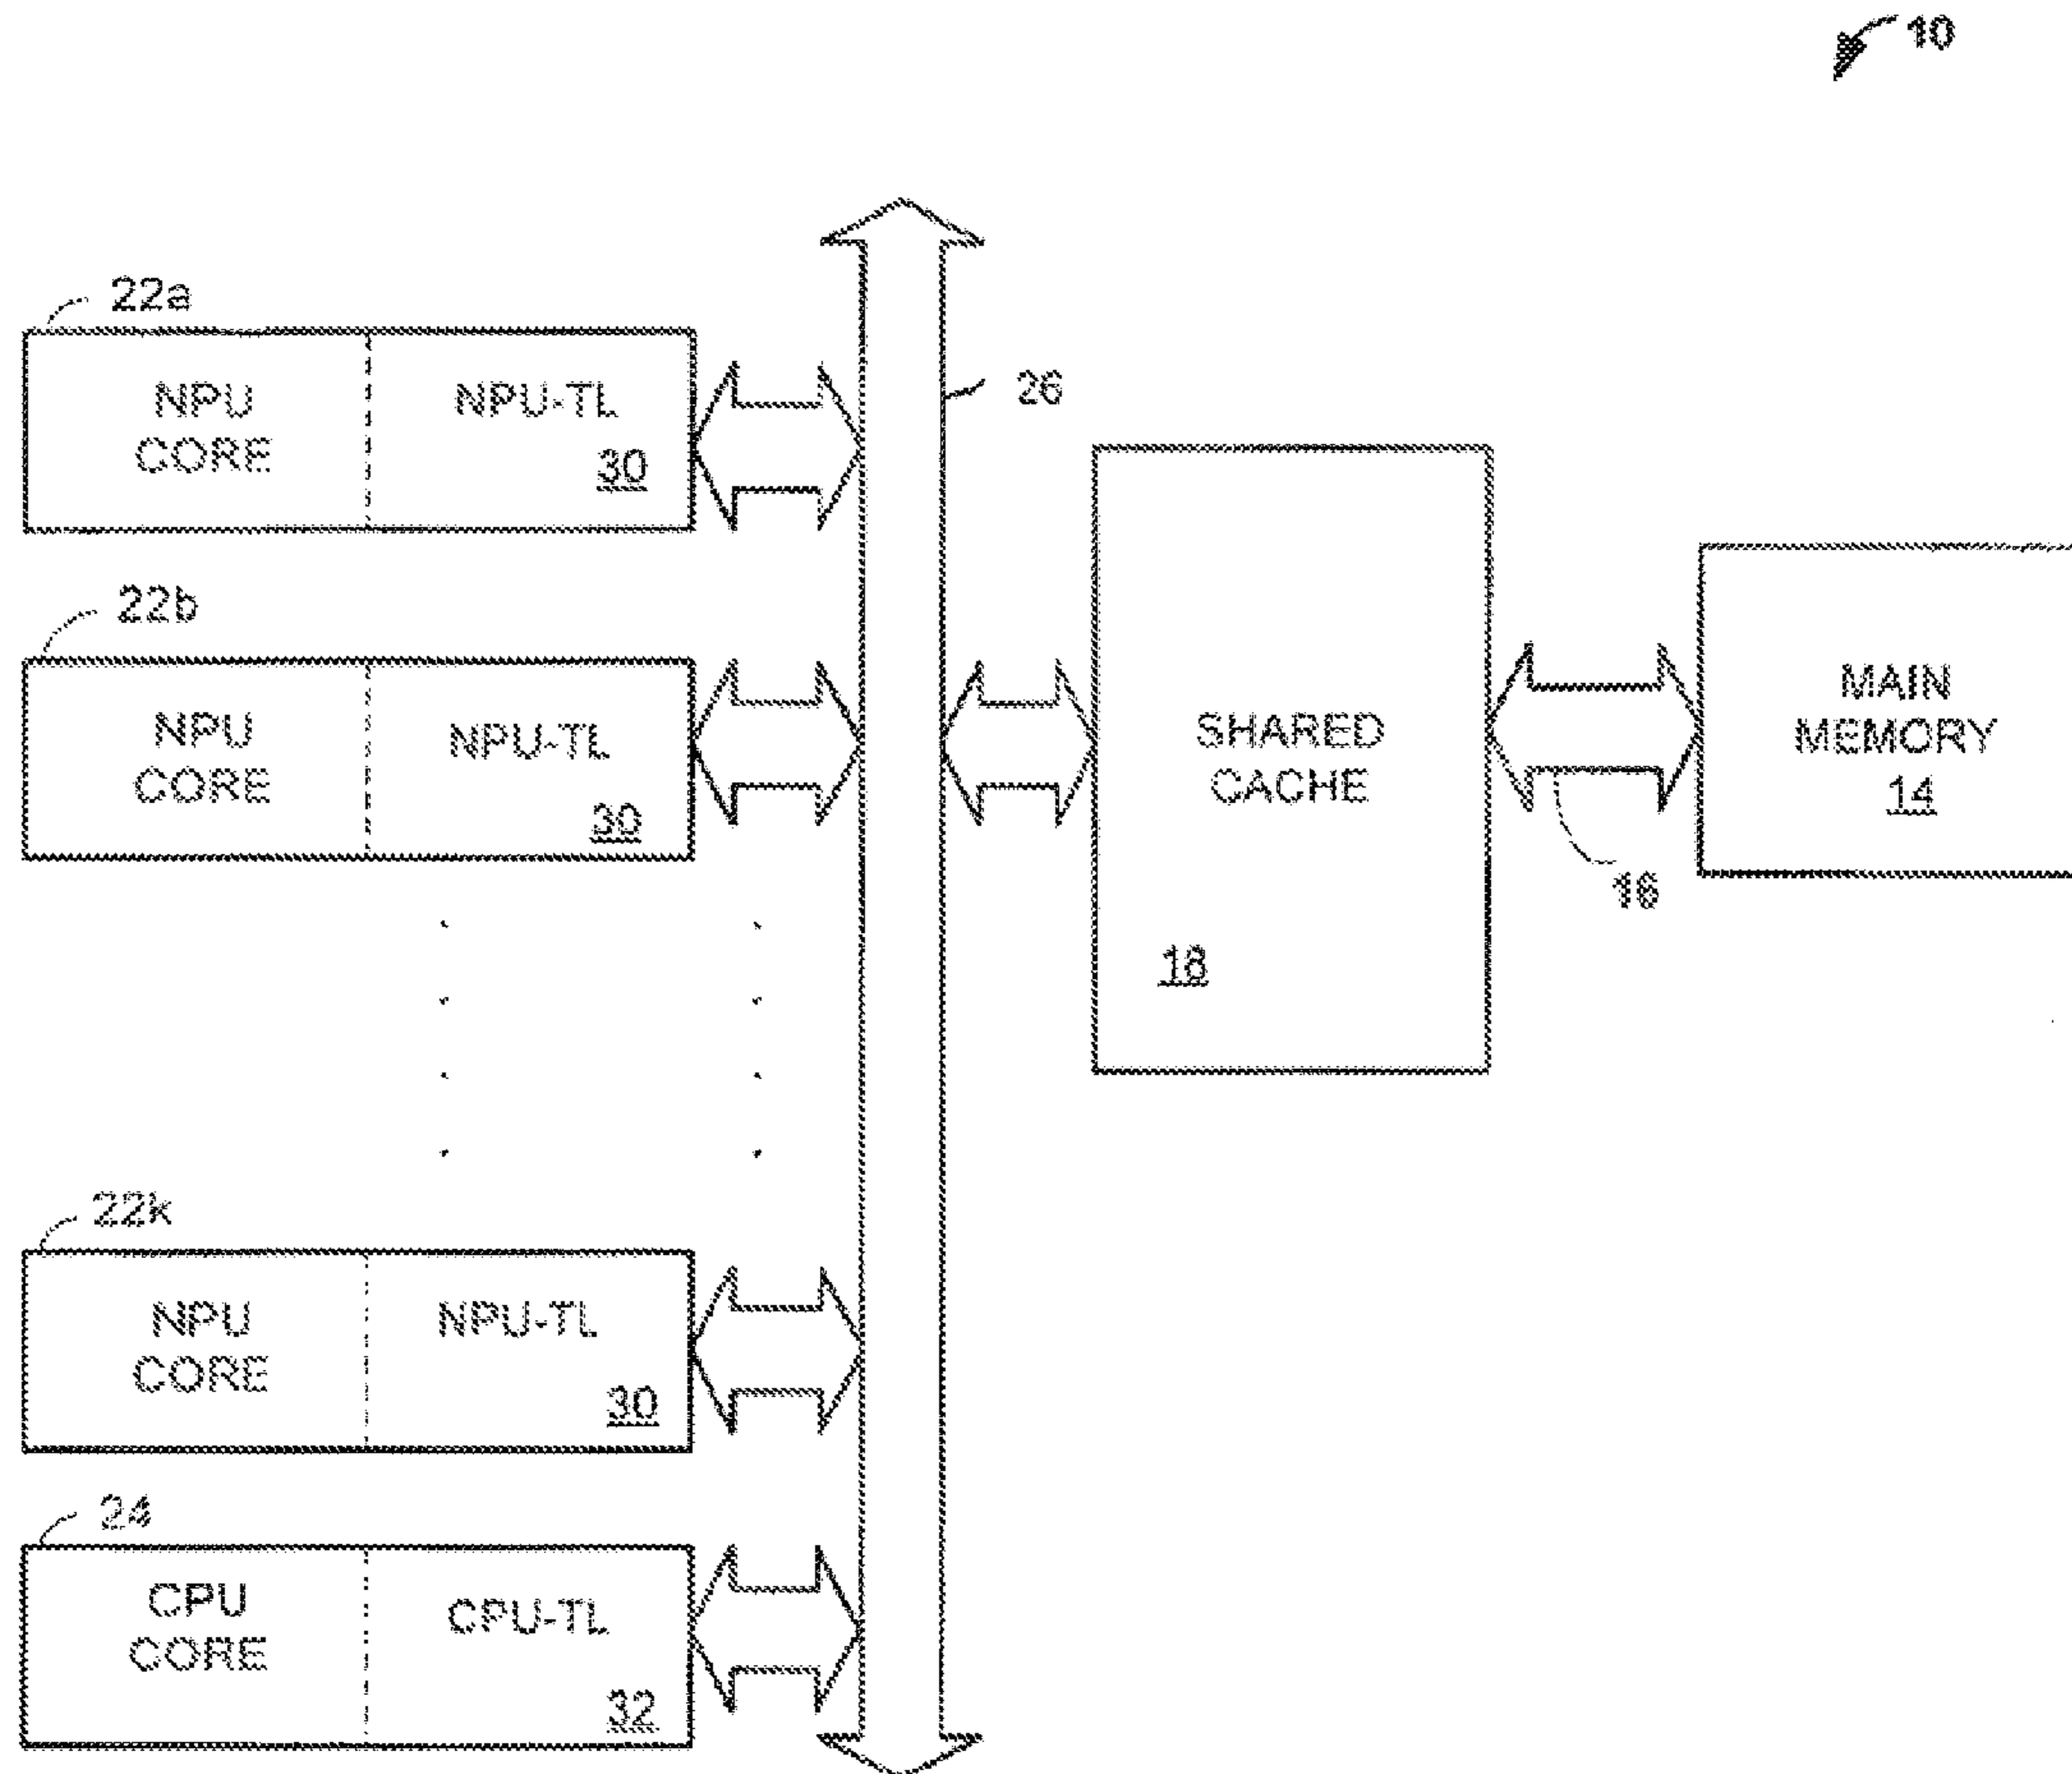 10
22a
NPU
CORE
NPU-TL
30
26
22b
NPU
CORE
NPU-TL
30
SHARED
CACHE
18
MAIN
MEMORY
14
16
22k
NPU
CORE
NPU-TL
30
24
CPU
CORE
CPU-TL
32